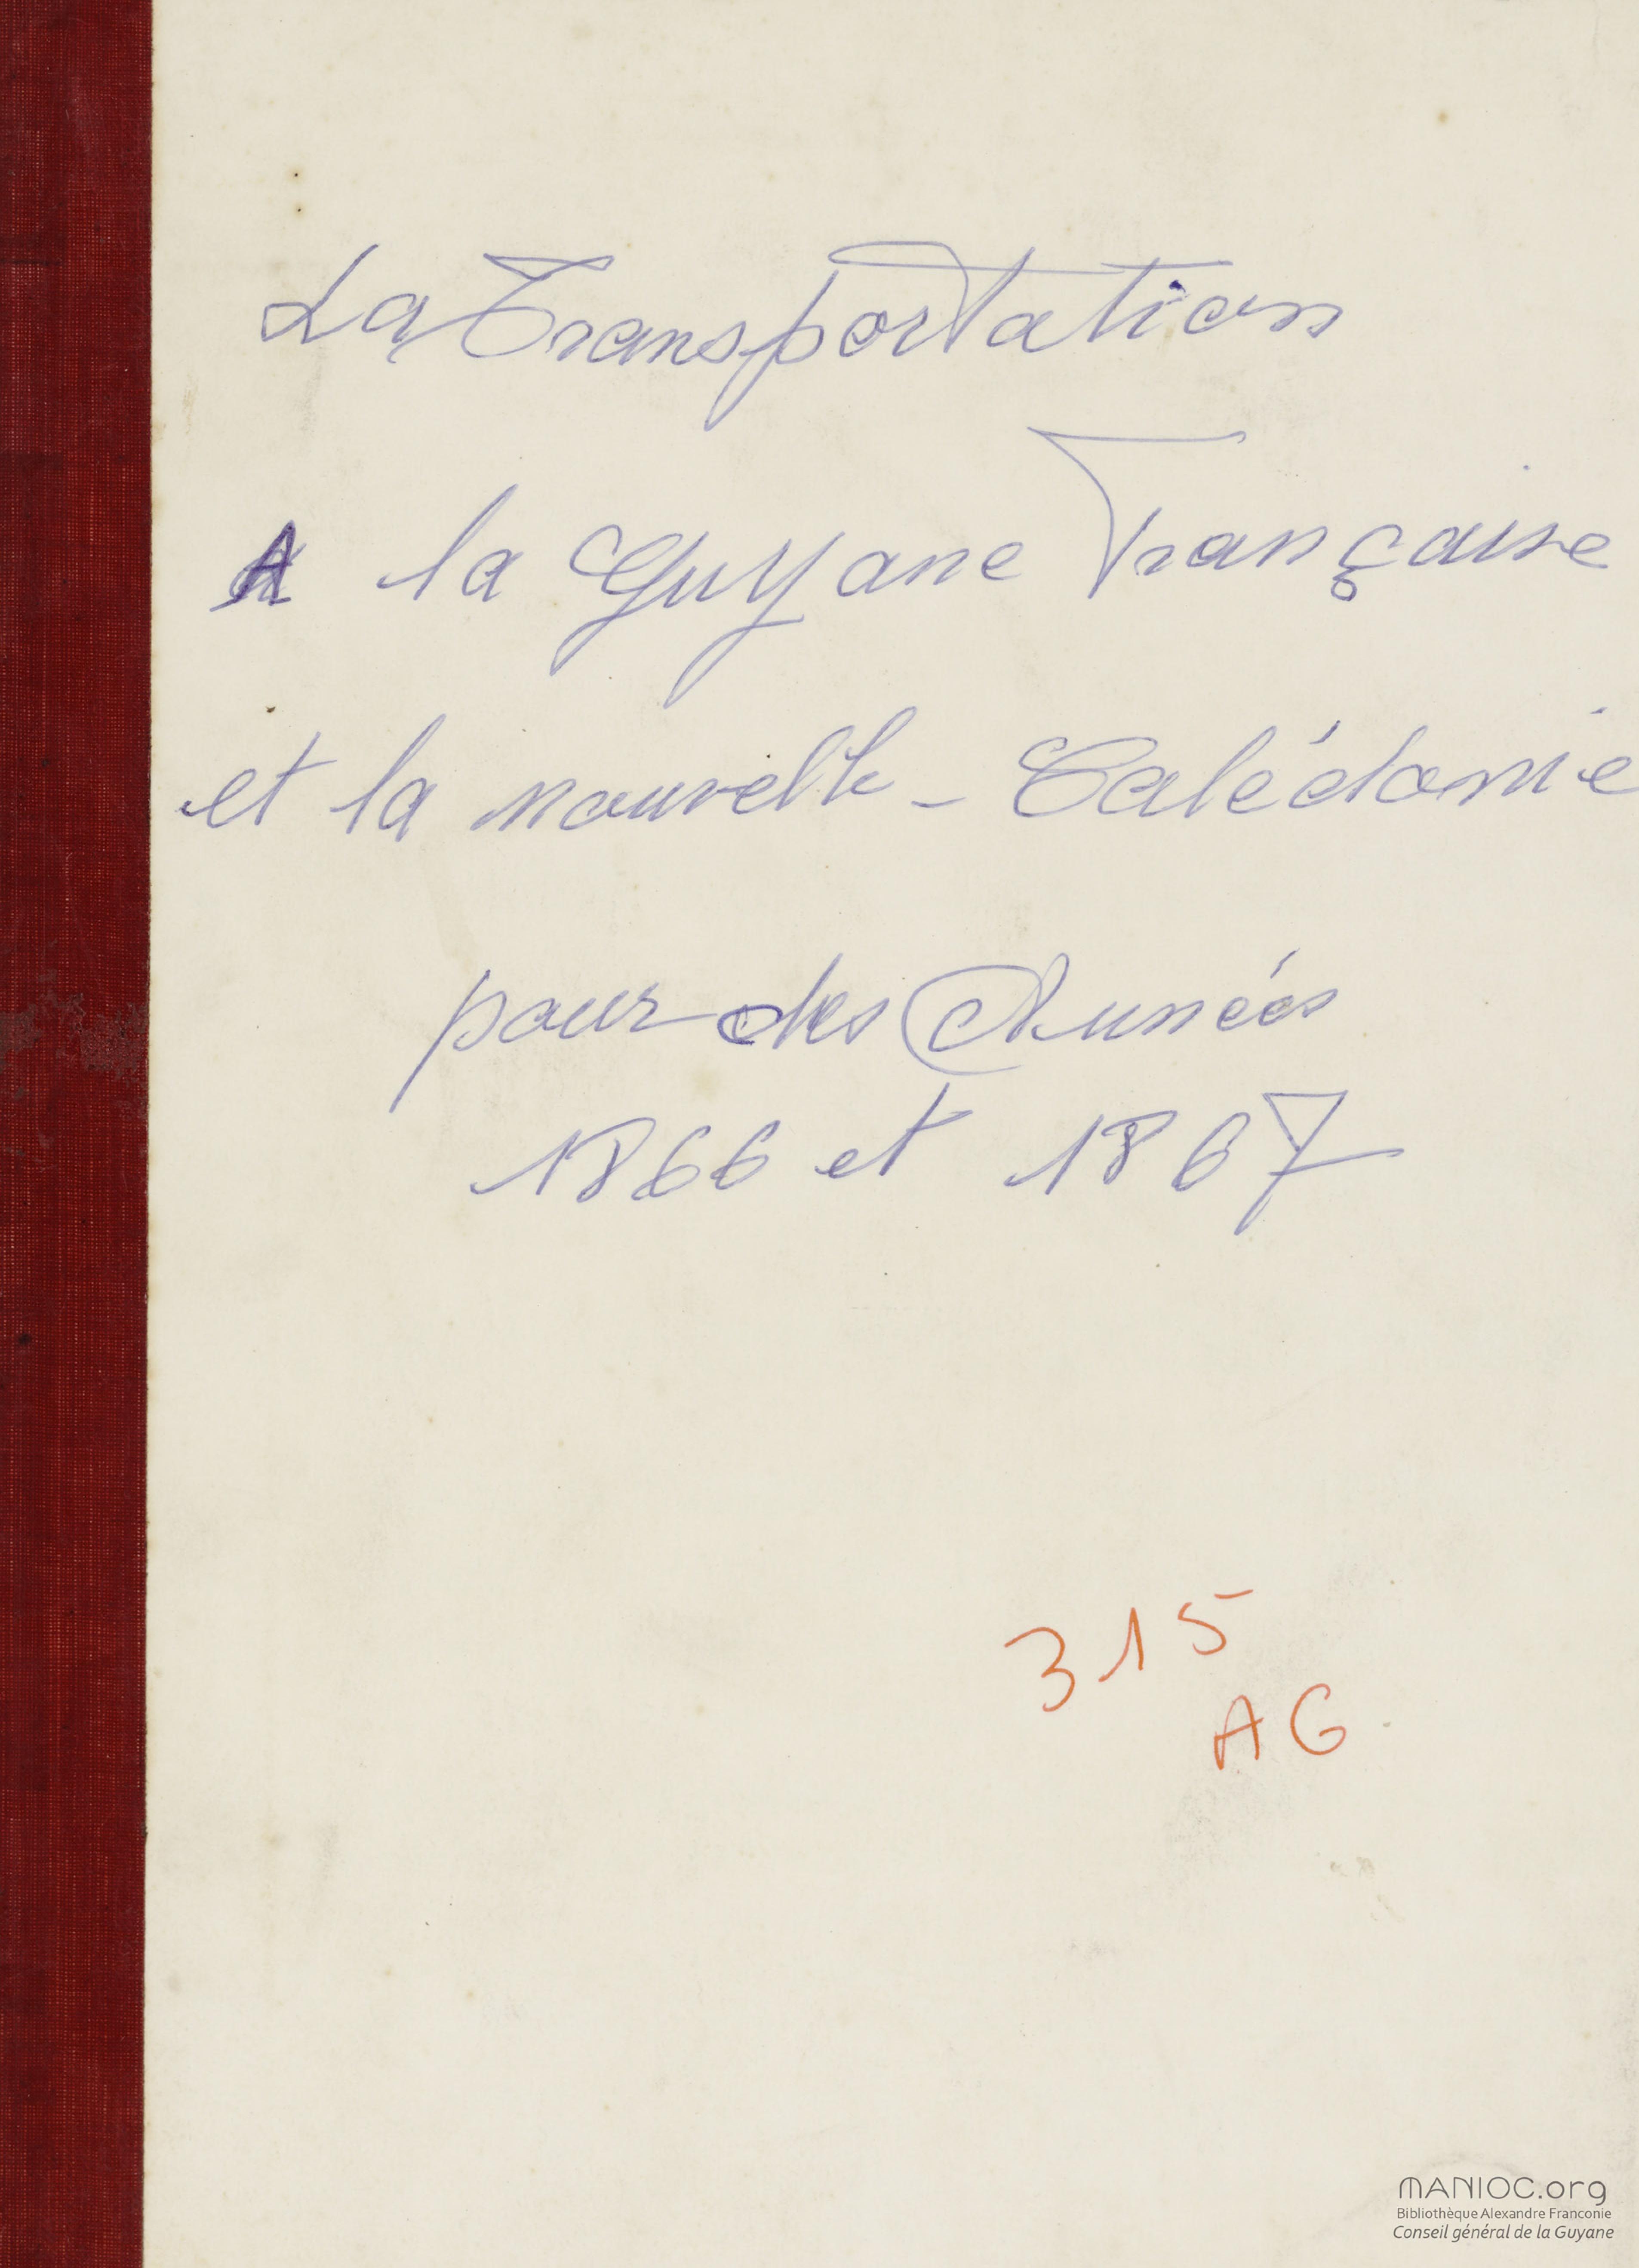 La Transportation
A la Guyane Française
et la nouvelle - Calédonie
pour des Années
1866 et 1867
315
AG
MANIOC.org
Bibliothèque Alexandre Franconie
Conseil général de la Guyane